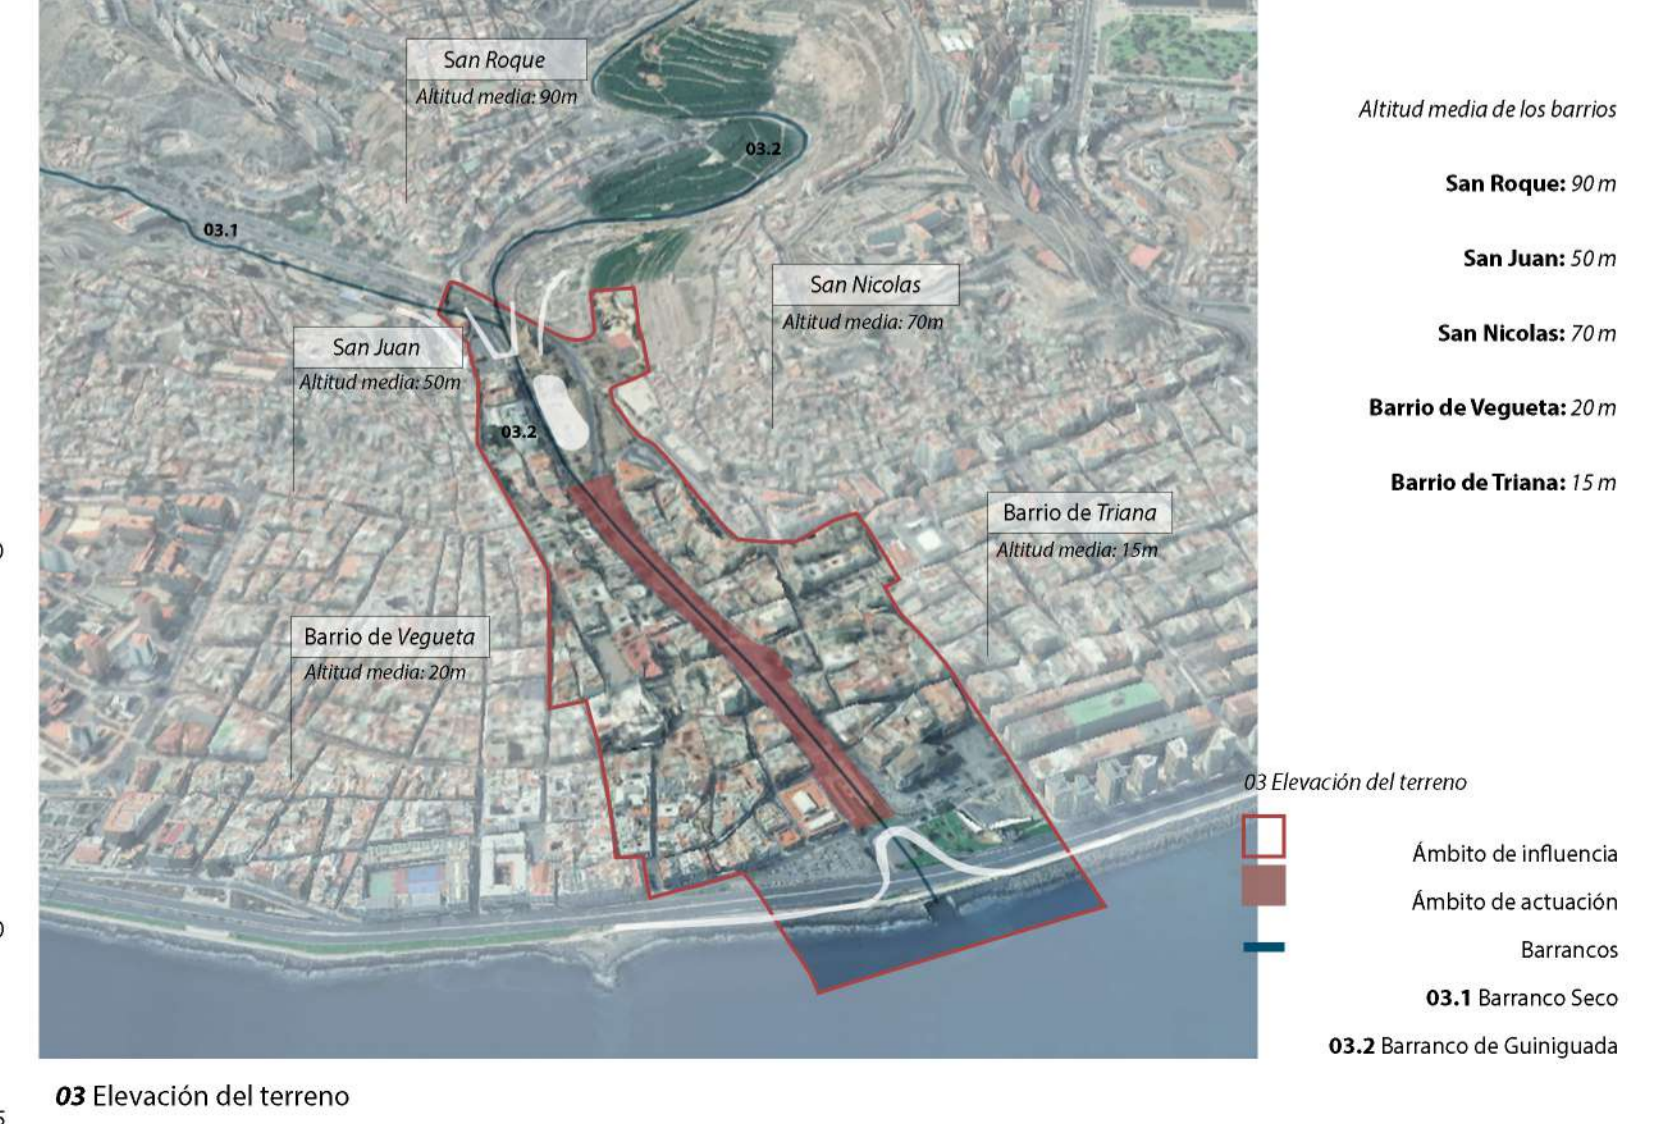 San Roque
Altitud media: 90m
03.2
03.1
San Nicolas
Altitud media: 70m
San Juan
Altitud media: 50m
03.2
Barrio de Triana
Altitud media: 15m
Barrio de Vegueta
Altitud media: 20m
Altitud media de los barrios
San Roque: 90 m
San Juan: 50 m
San Nicolas: 70 m
Barrio de Vegueta: 20 m
Barrio de Triana: 15 m
03 Elevación del terreno
Ámbito de influencia
Ámbito de actuación
Barrancos
03.1 Barranco Seco
03.2 Barranco de Guiniguada
03 Elevación del terreno